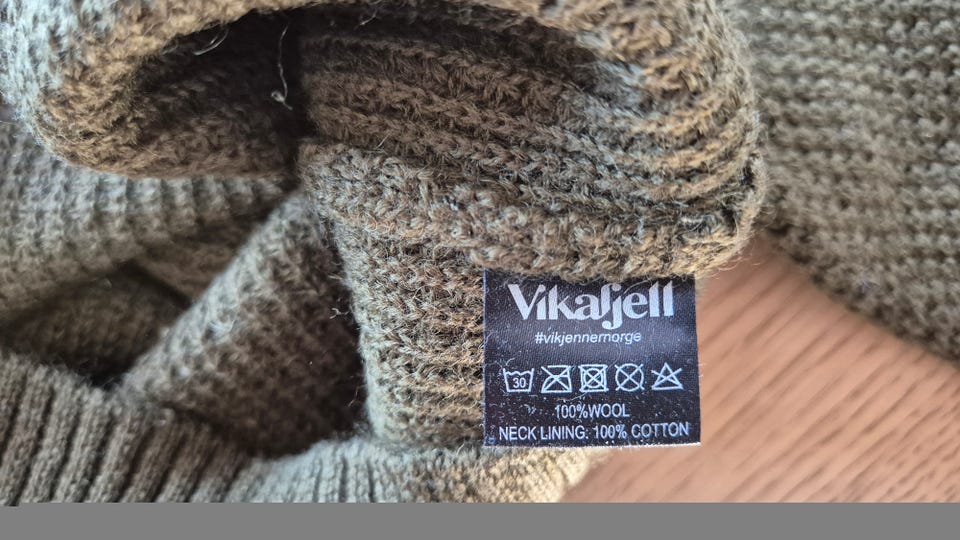 Vikafjell
#vikjennernorge
30
100%WOOL
NECK LINING: 100% COTTON